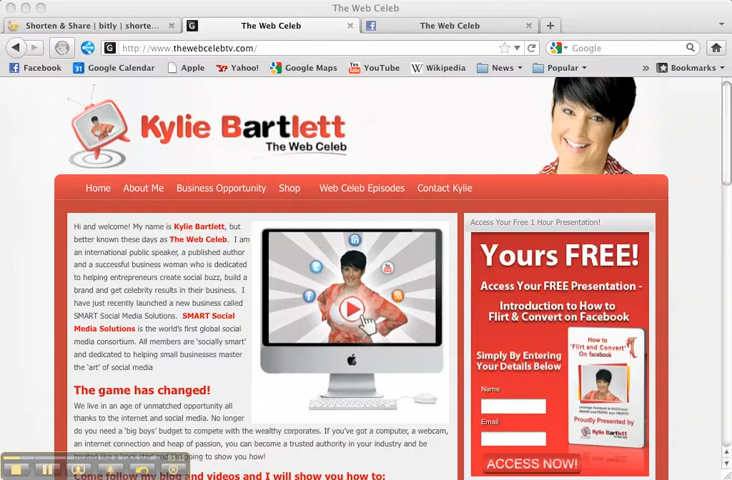 The Web Celeb
Shorten & Share | bitly | shorte...
The Web Celeb
The Web Celeb
http://www.thewebcelebtv.com/
Google
Facebook
Google Calendar
Apple
Yahoo!
Google Maps
YouTube
Wikipedia
News
Popular
Bookmarks
Kylie Bartlett
The Web Celeb
Home
About Me
Business Opportunity
Shop
Web Celeb Episodes
Contact Kylie
Hi and welcome! My name is Kylie Bartlett, but
better known these days as The Web Celeb. I am
an international public speaker, a published author
and a successful business woman who is dedicated
to helping entrepreneurs create social buzz, build a
brand and get celebrity results in their business. I
have just recently launched a new business called
SMART Social Media Solutions. SMART Social
Media Solutions is the world's first global social
media consortium. All members are 'socially smart'
and dedicated to helping small businesses master
the 'art' of social media
The game has changed!
We live in an age of unmatched opportunity all
thanks to the internet and social media. No longer
do you need a 'big boys' budget to compete with the wealthy corporates. If you've got a computer, a webcam,
an internet connection and heap of passion, you can become a trusted authority in your industry and be
going to show you how!
Come follow my blog and videos and I will show you how to:
Access Your Free 1 Hour Presentation!
Yours FREE!
Access Your FREE Presentation -
Introduction to How to
Flirt & Convert on Facebook
Simply By Entering
Your Details Below
Name
Email
ACCESS NOW!
How to
'Flirt and Convert'
On facebook
Proudly Presented by
Kylie Bartlett